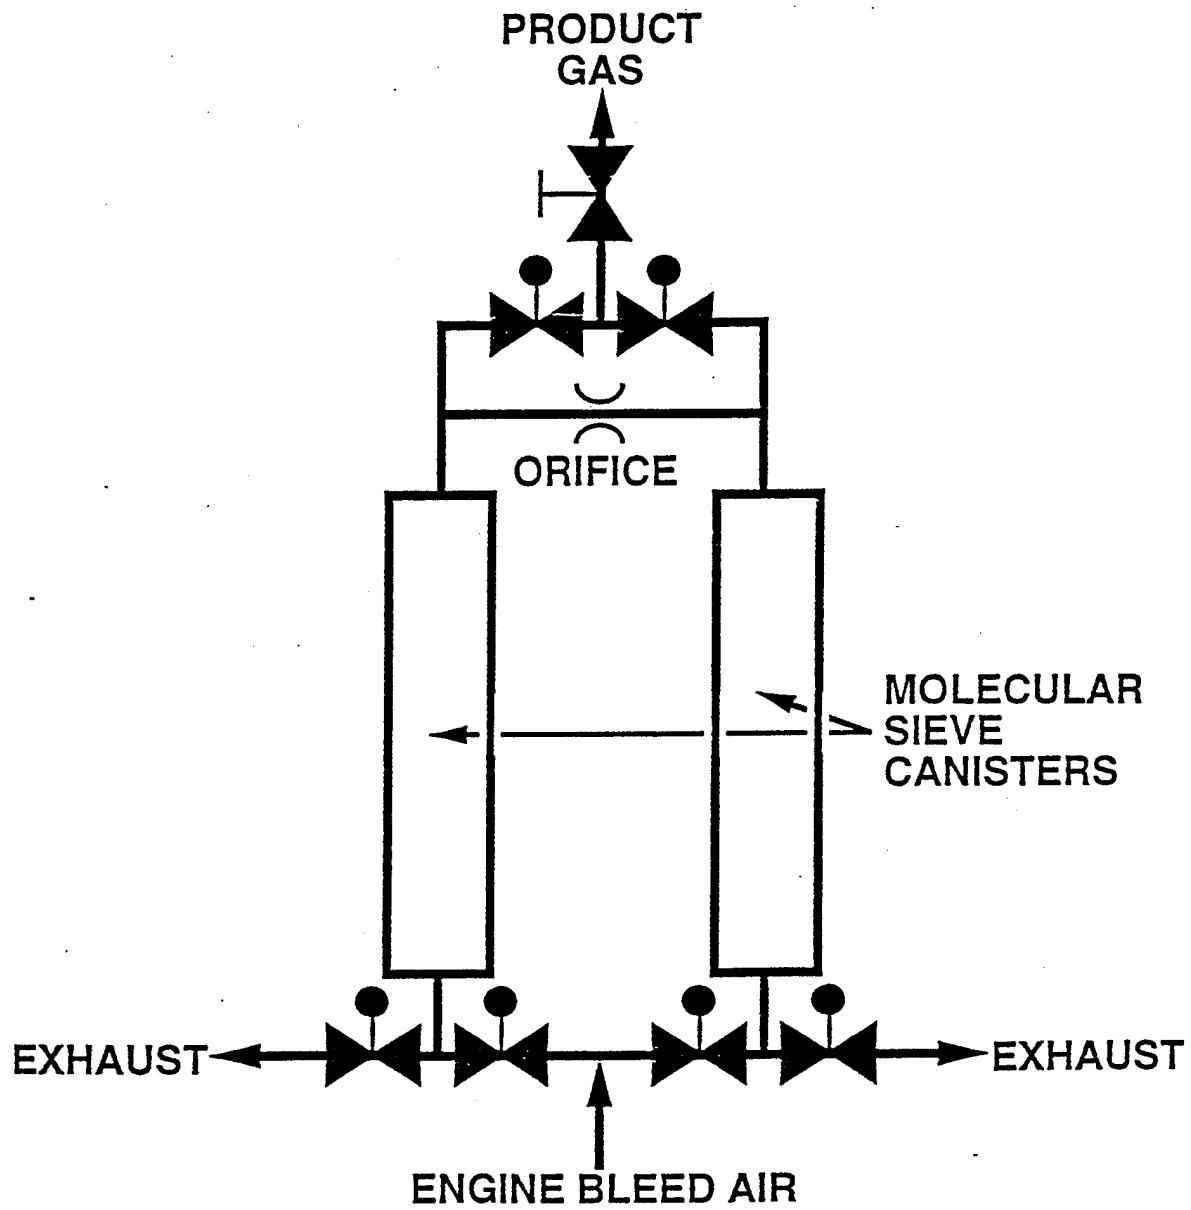 PRODUCT
GAS
ORIFICE
MOLECULAR
SIEVE
CANISTERS
EXHAUST
EXHAUST
ENGINE BLEED AIR